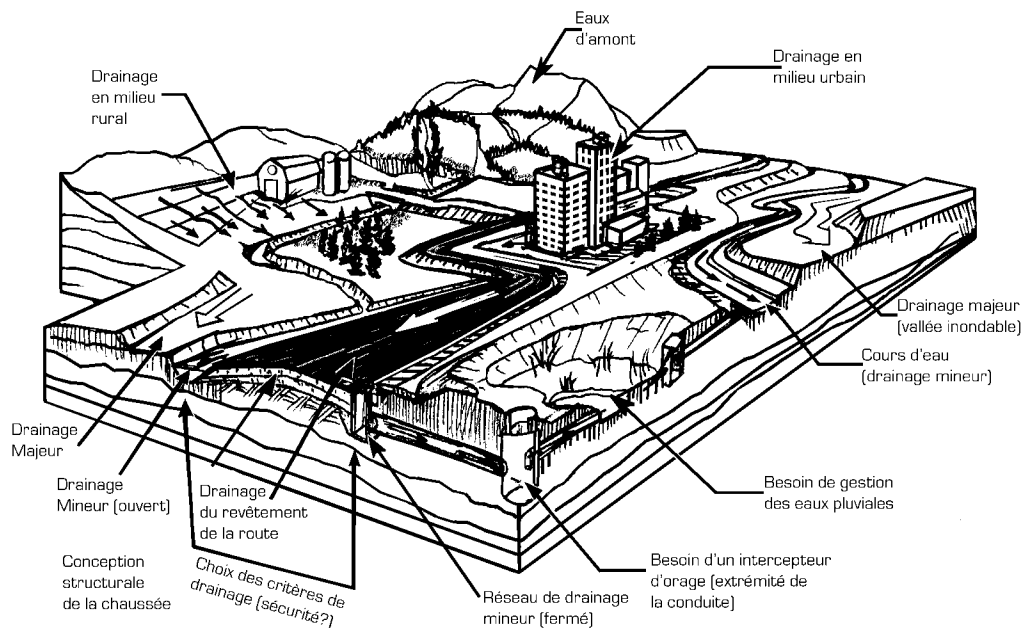 Eaux
d'amont
Drainage en
milieu urbain
Drainage
en milieu
rural
Drainage majeur
(vallée inondable)
Cours d'eau
(drainage mineur)
Drainage
Majeur
Drainage
Mineur (ouvert)
Drainage
du revêtement
de la route
Besoin de gestion
des eaux pluviales
Conception
structurale
de la chaussée
Choix des critères de
drainage (sécurité?)
Réseau de drainage
mineur (fermé)
Besoin d'un intercepteur
d'orage (extrémité de
la conduite)